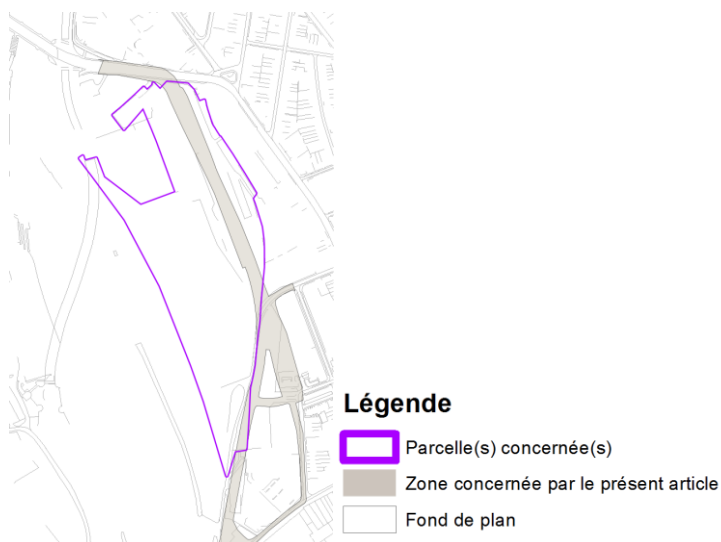 Légende
Parcelle(s) concernée(s)
Zone concernée par le présent article
Fond de plan